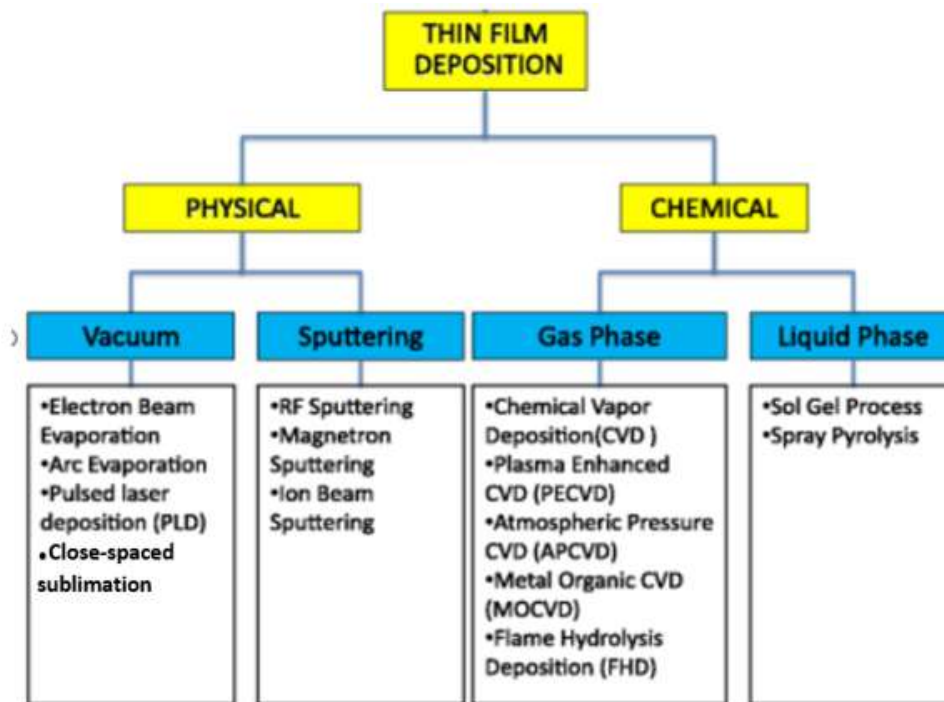 THIN FILM
DEPOSITION
PHYSICAL
CHEMICAL
Vacuum
Sputtering
Gas Phase
Liquid Phase
•Electron Beam
Evaporation
•Arc Evaporation
•Pulsed laser
deposition (PLD)
•Close-spaced
sublimation
•RF Sputtering
•Magnetron
Sputtering
•Ion Beam
Sputtering
•Chemical Vapor
Deposition(CVD )
•Plasma Enhanced
CVD (PECVD)
•Atmospheric Pressure
CVD (APCVD)
•Metal Organic CVD
(MOCVD)
•Flame Hydrolysis
Deposition (FHD)
•Sol Gel Process
•Spray Pyrolysis